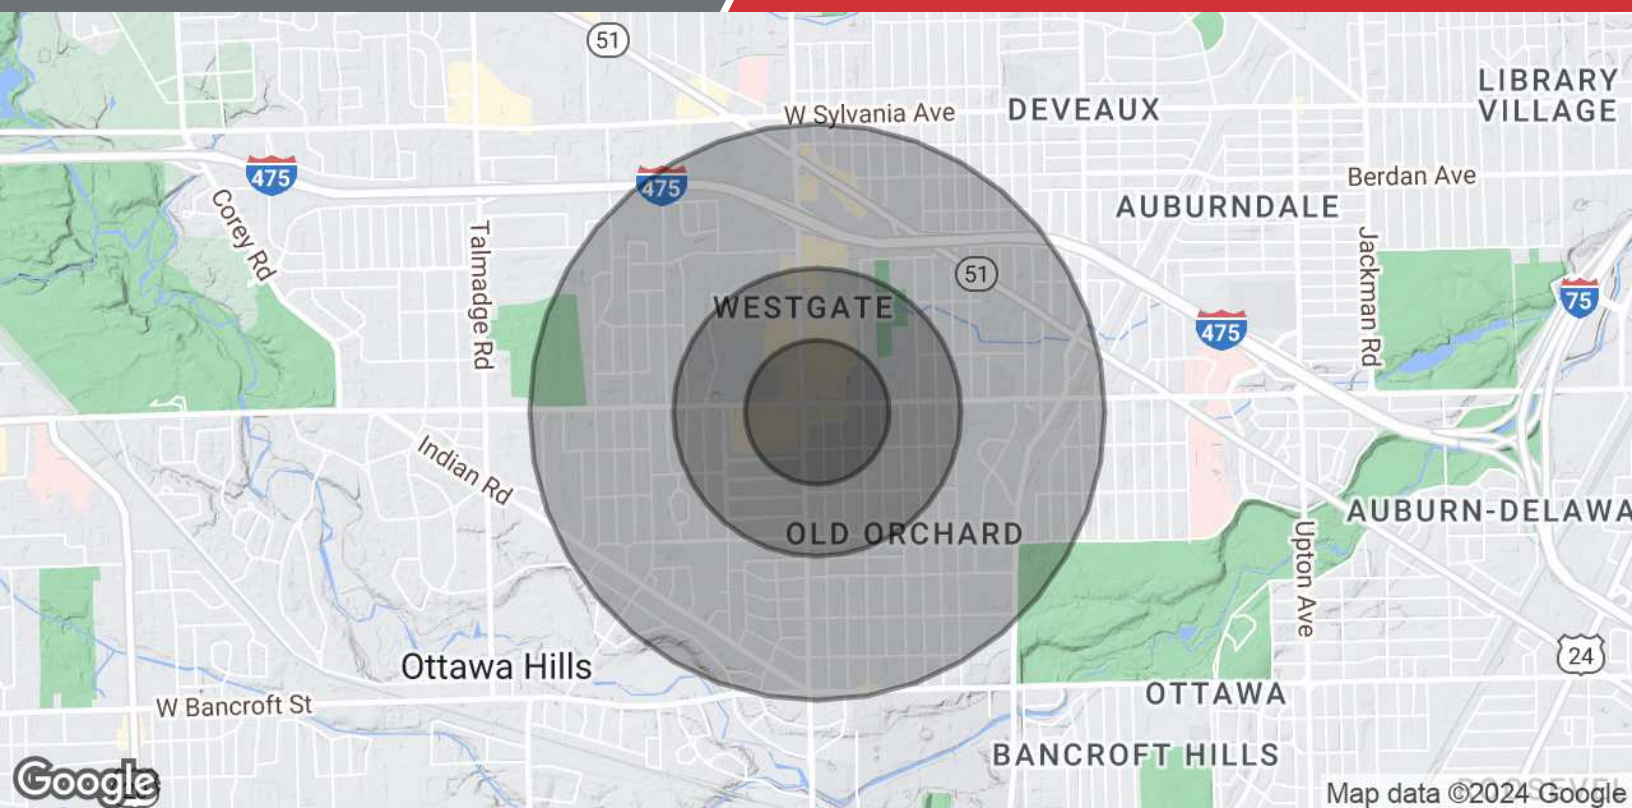 51
LIBRARY
VILLAGE
W Sylvania Ave
DEVEAUX
475
475
Berdan Ave
Corey Rd
AUBURNDALE
Talmadge Rd
51
Jackman Rd
75
WESTGATE
475
Indian Rd
AUBURN-DELAWA
OLD ORCHARD
Upton Ave
24
Ottawa Hills
OTTAWA
W Bancroft St
BANCROFT HILLS
Google
Map data ©2024 Google